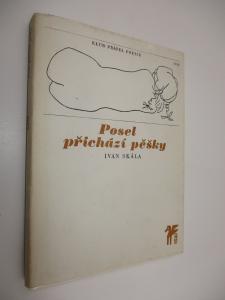 KLUB PŘÁTEL POEZIE
Posel
přichází pěšky
IVAN SKÁLA